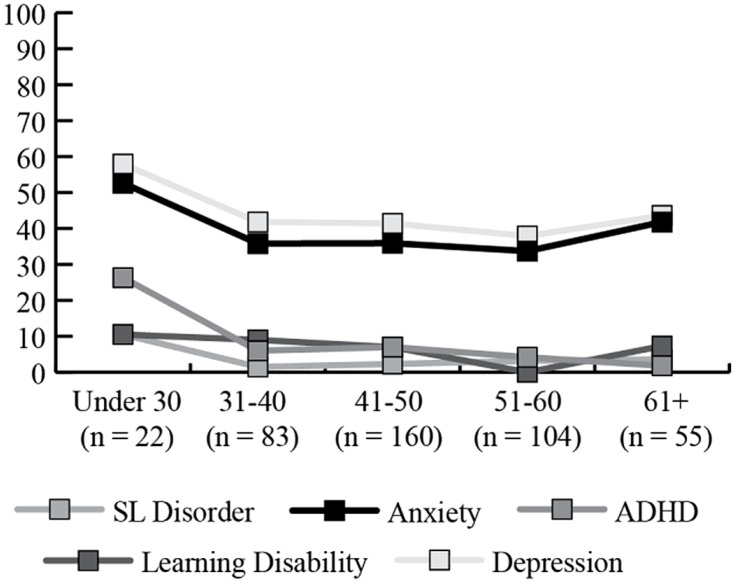 100
90
80
70
60
50
40
30
20
10
0
Under 30 31-40 41-50 51-60 61+
(n = 22) (n = 83) (n = 160) (n = 104) (n = 55)
SL Disorder Anxiety ADHD
Learning Disability Depression